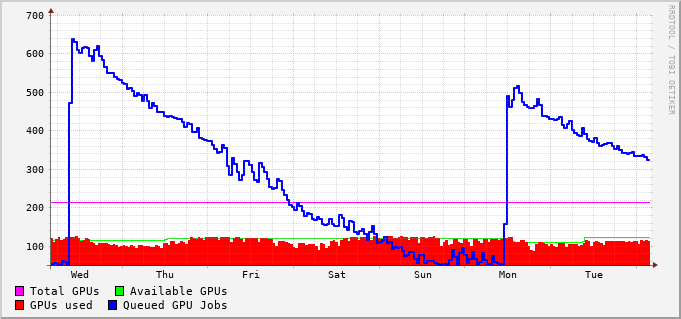 700
600
500
400
300
200
100
Wed Thu Fri Sat Sun Mon Tue
Total GPUs Available GPUs
GPUs used Queued GPU Jobs
RRDTOOL / TOBI OETIKER